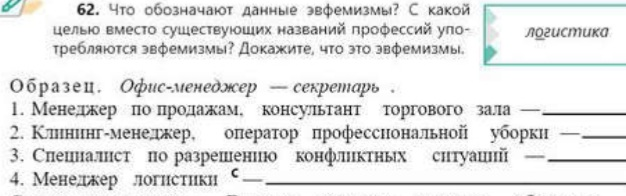 62. Что обозначают данные эвфемизмы? С какой
целью вместо существующих названий профессий упо-
требляются эвфемизмы? Докажите, что это эвфемизмы.
логистика
Образец. Офис-менеджер — секретарь .
1. Менеджер по продажам, консультант торгового зала —
2. Клининг-менеджер, оператор профессиональной уборки —
3. Специалист по разрешению конфликтных ситуаций —
4. Менеджер логистики с —